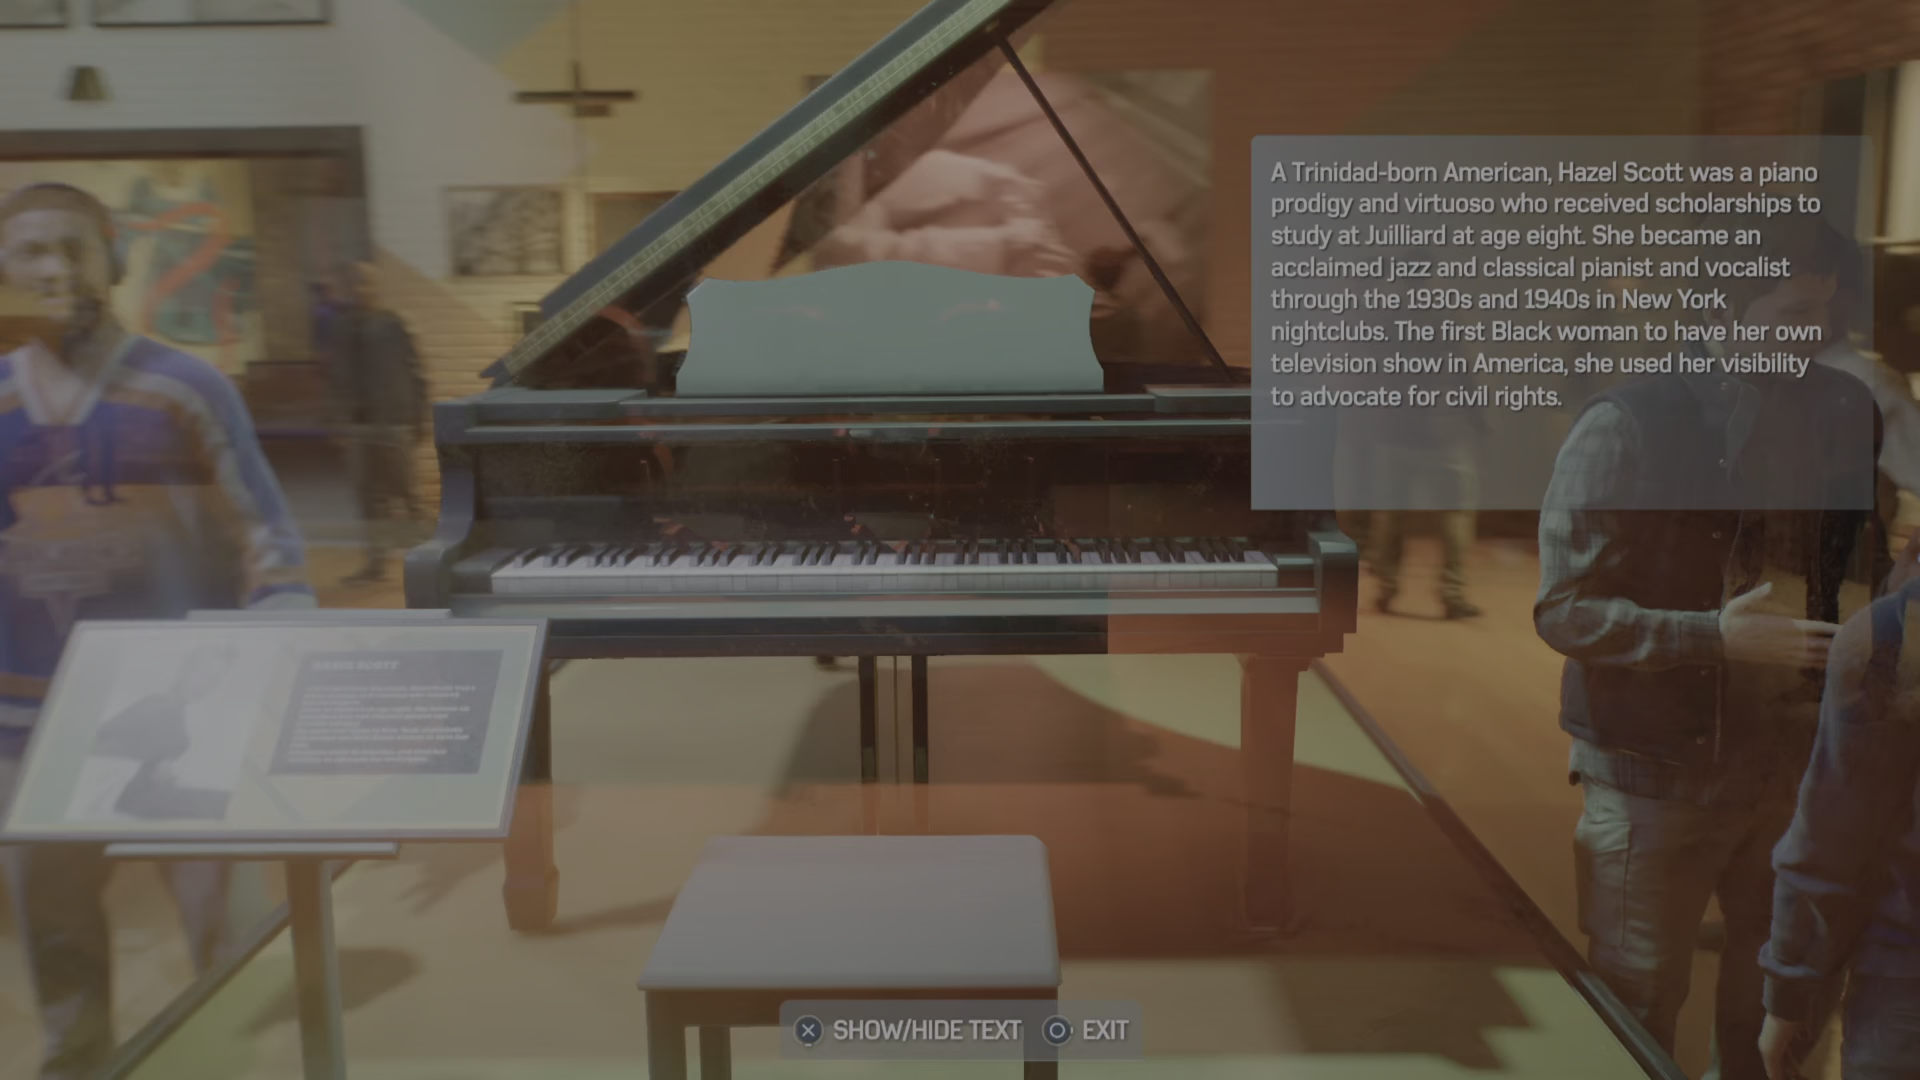 A Trinidad-born American, Hazel Scott was a piano
prodigy and virtuoso who received scholarships to
study at Juilliard at age eight. She became an
acclaimed jazz and classical pianist and vocalist
through the 1930s and 1940s in New York
nightclubs. The first Black woman to have her own
television show in America, she used her visibility
to advocate for civil rights.
HAZEL SCOTT
SHOW/HIDE TEXT
EXIT